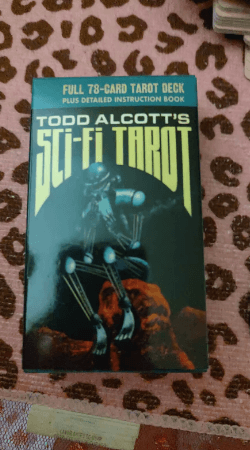 FULL 78-CARD TAROT DECK
PLUS DETAILED INSTRUCTION BOOK
TODD ALCOTT'S
SCI-FI TAROT